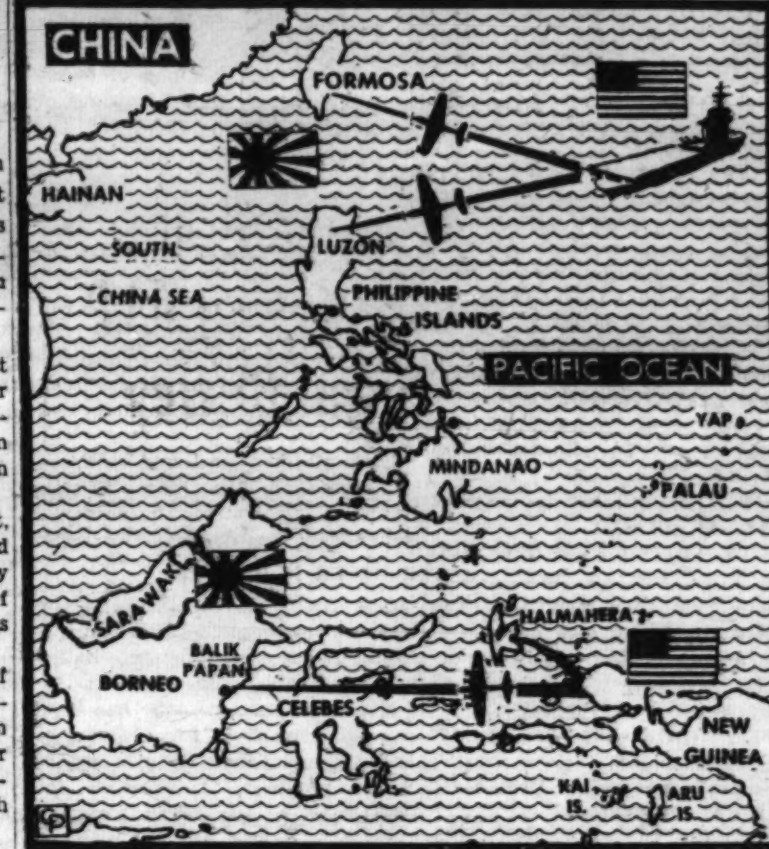 CHINA
FORMOSA
HAINAN
SOUTH
CHINA SEA
LUZON
PHILIPPINE
ISLANDS
PACIFIC OCEAN
YAP
PALAU
MINDANAO
SARAWAK
HALMAHERA
BALIK
PAPAN
BORNEO
CELEBES
NEW
GUINEA
KAI
IS.
ARU
IS.
CP